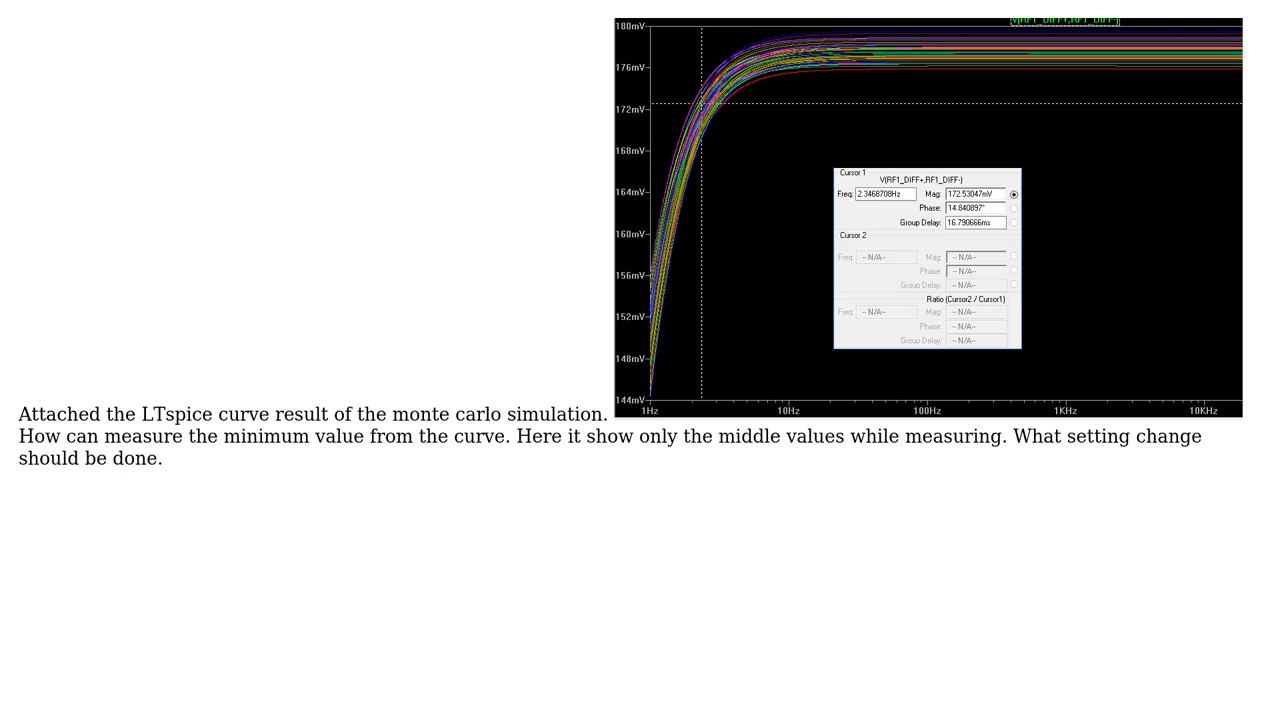 V(RF1_DIFF+,RF1_DIFF-)
180mV
176mV
172mV
168mV
164mV
160mV
156mV
152mV
148mV
144mV
1Hz 10Hz 100Hz 1KHz 10KHz
Cursor 1
V(RF1_DIFF+,RF1_DIFF-)
Freq: 2.3468708Hz Mag: 172.53047mV
Phase: 14.840897°
Group Delay: 16.790666ms
Cursor 2
Freq: -- N/A-- Mag: -- N/A--
Phase: -- N/A--
Group Delay: -- N/A--
Ratio (Cursor2 / Cursor1)
Freq: -- N/A-- Mag: -- N/A--
Phase: -- N/A--
Group Delay: -- N/A--
Attached the LTspice curve result of the monte carlo simulation.
How can measure the minimum value from the curve. Here it show only the middle values while measuring. What setting change
should be done.